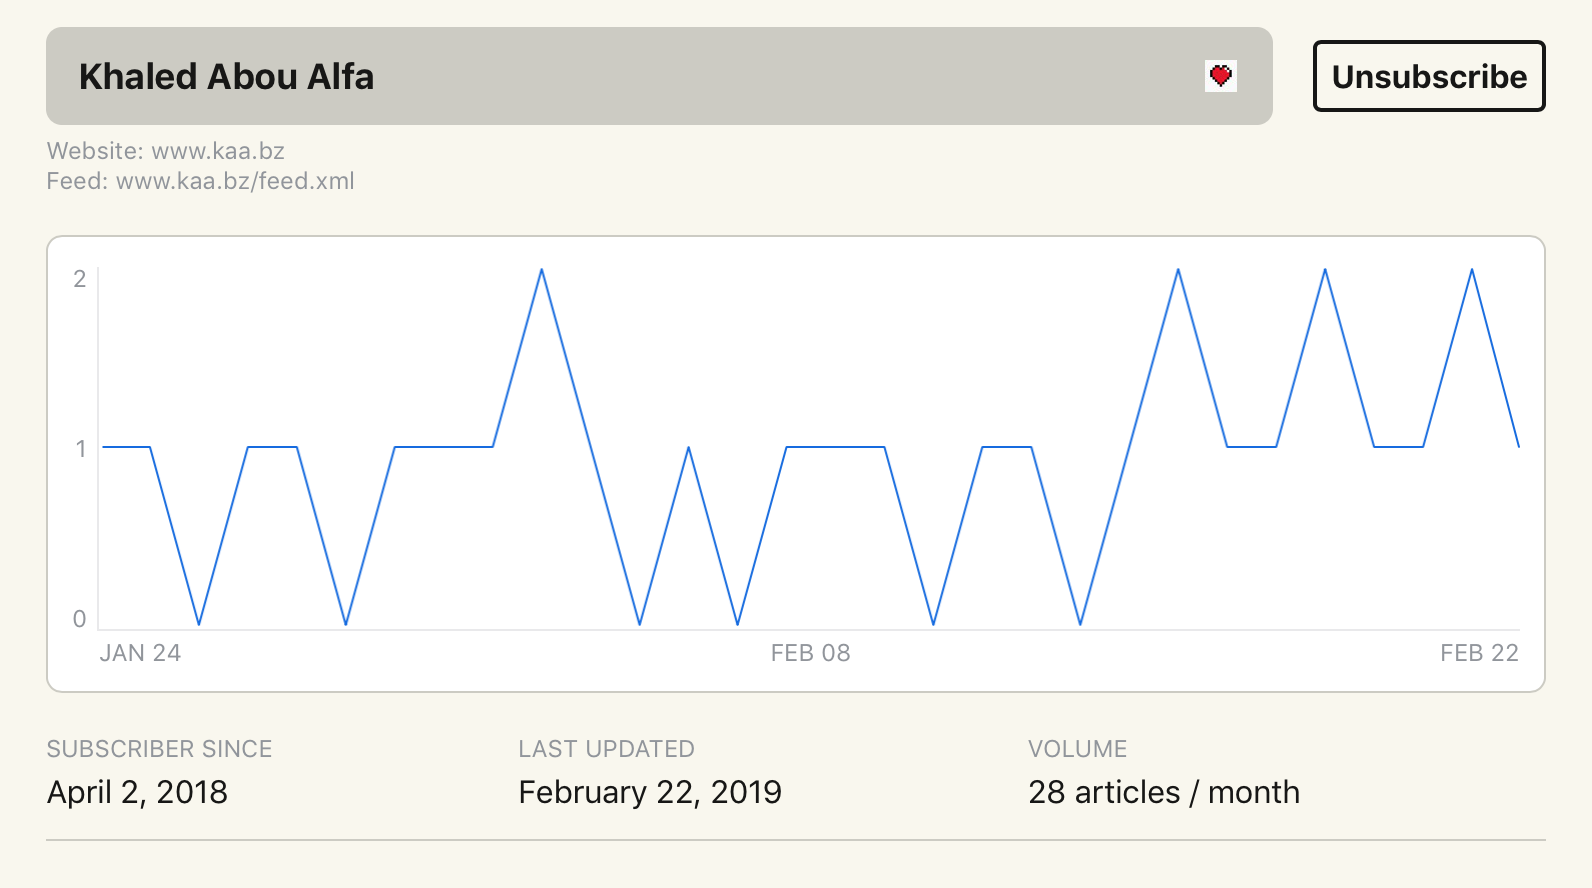 Khaled Abou Alfa
Unsubscribe
Website: www.kaa.bz
Feed: www.kaa.bz/feed.xml
2
1
0
JAN 24
FEB 08
FEB 22
SUBSCRIBER SINCE
April 2, 2018
LAST UPDATED
February 22, 2019
VOLUME
28 articles / month